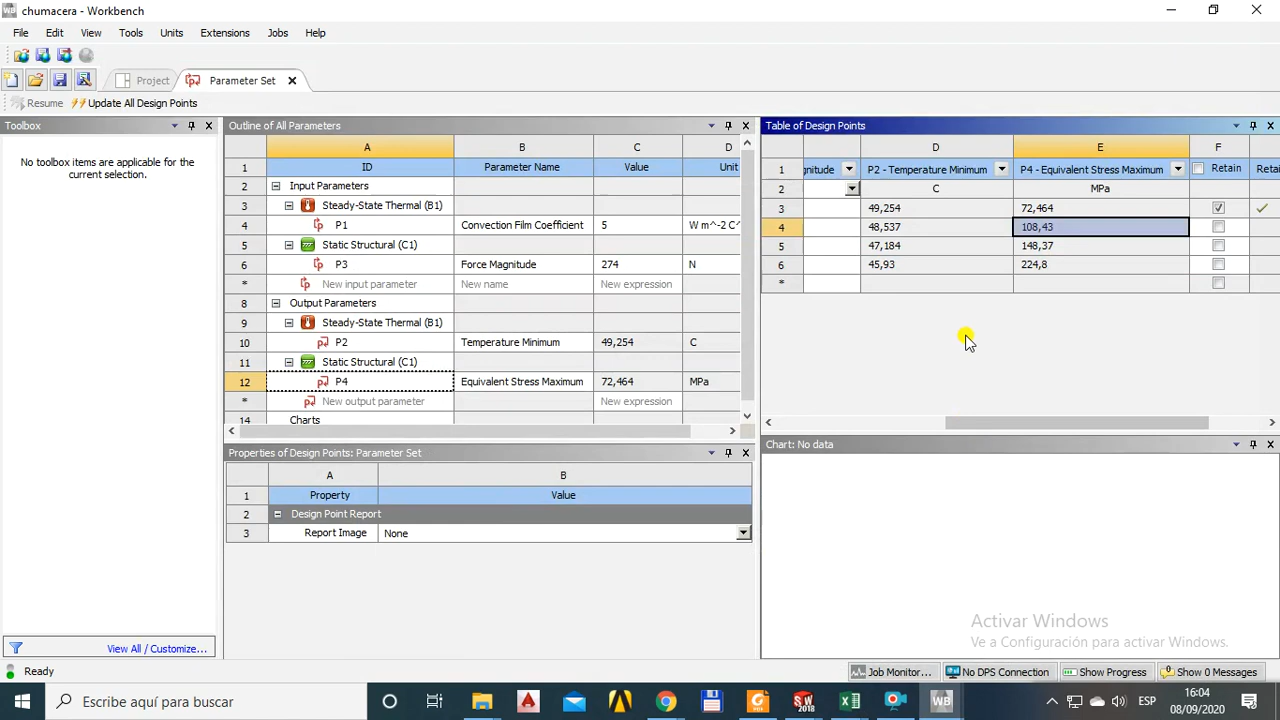 chumacera - Workbench
File Edit View Tools Units Extensions Jobs Help
Project Parameter Set
Resume Update All Design Points
Toolbox
No toolbox items are applicable for the
current selection.
View All / Customize...
Outline of All Parameters
A B C D
1 ID Parameter Name Value Unit
2 Input Parameters
3 Steady-State Thermal (B1)
4 P1 Convection Film Coefficient 5 W m^-2 C^
5 Static Structural (C1)
6 P3 Force Magnitude 274 N
* New input parameter New name New expression
8 Output Parameters
9 Steady-State Thermal (B1)
10 P2 Temperature Minimum 49,254 C
11 Static Structural (C1)
12 P4 Equivalent Stress Maximum 72,464 MPa
* New output parameter New expression
14 Charts
Properties of Design Points: Parameter Set
A B
1 Property Value
2 Design Point Report
3 Report Image None
Table of Design Points
D E F
1 gnitude P2 - Temperature Minimum P4 - Equivalent Stress Maximum Retain Retai
2 C MPa
3 49,254 72,464
4 48,537 108,43
5 47,184 148,37
6 45,93 224,8
*
Chart: No data
Activar Windows
Ve a Configuración para activar Windows.
Ready Job Monitor... No DPS Connection Show Progress Show 0 Messages
Escribe aquí para buscar
ESP
16:04
08/09/2020